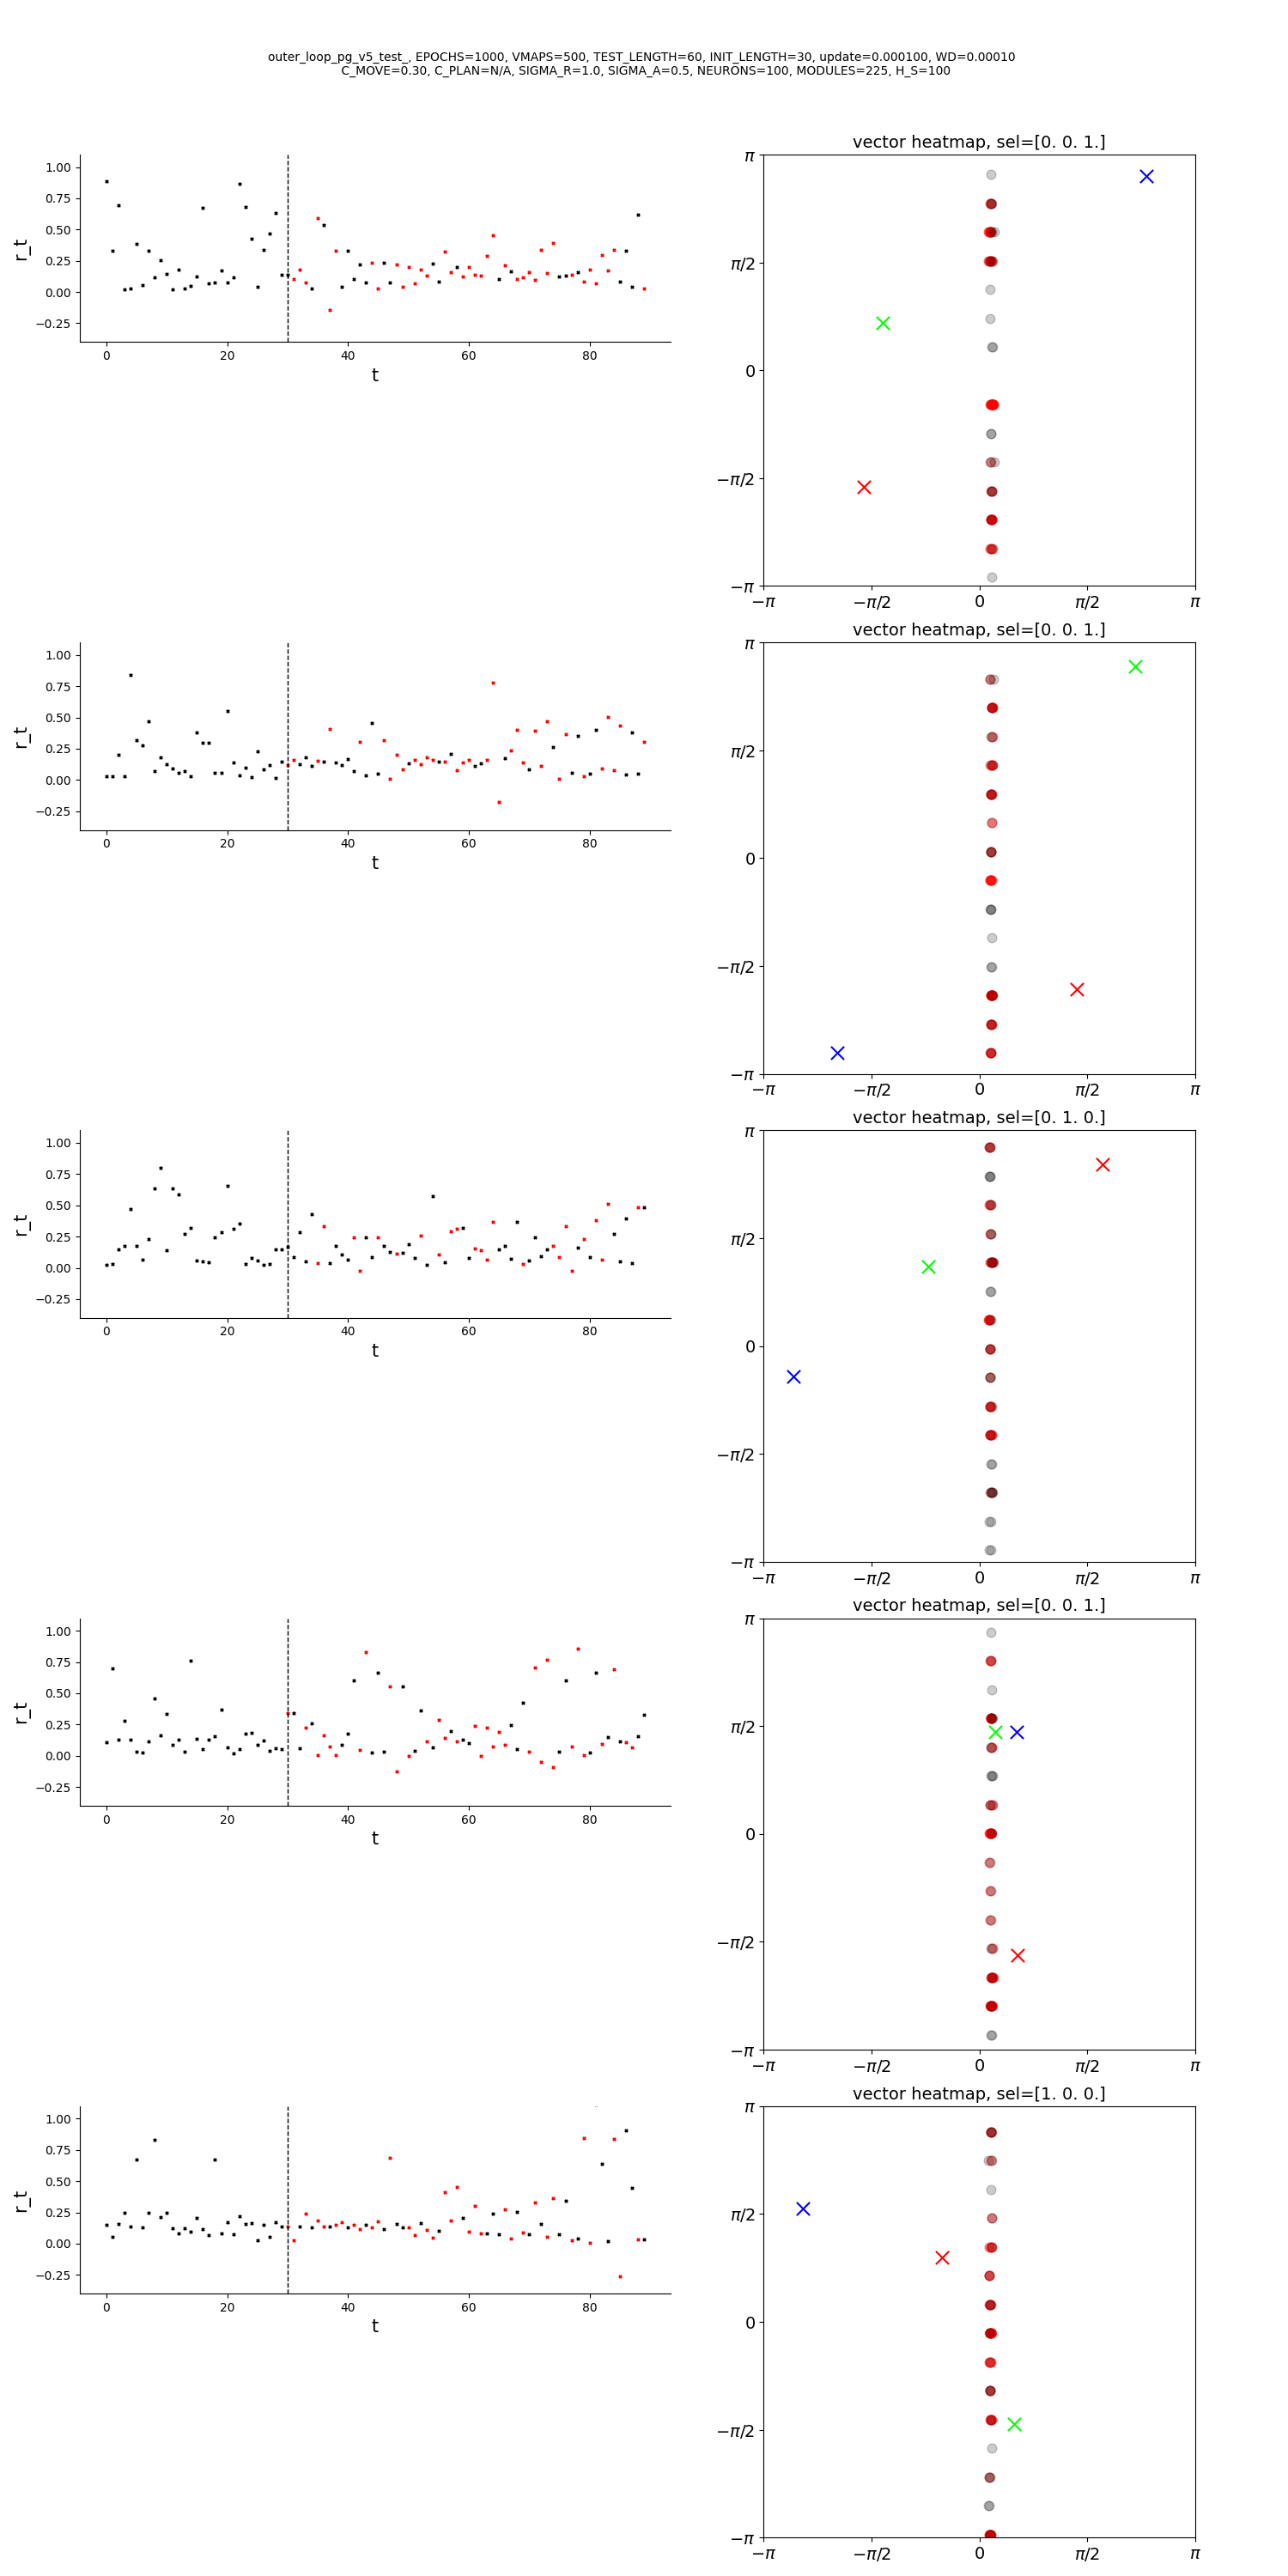 outer_loop_pg_v5_test_, EPOCHS=1000, VMAPS=500, TEST_LENGTH=60, INIT_LENGTH=30, update=0.000100, WD=0.00010
C_MOVE=0.30, C_PLAN=N/A, SIGMA_R=1.0, SIGMA_A=0.5, NEURONS=100, MODULES=225, H_S=100
r_t
1.00
0.75
0.50
0.25
0.00
−0.25
0 20 40 60 80
t
vector heatmap, sel=[0. 0. 1.]
π
π/2
0
−π/2
−π
−π −π/2 0 π/2 π
r_t
1.00
0.75
0.50
0.25
0.00
−0.25
0 20 40 60 80
t
vector heatmap, sel=[0. 0. 1.]
π
π/2
0
−π/2
−π
−π −π/2 0 π/2 π
r_t
1.00
0.75
0.50
0.25
0.00
−0.25
0 20 40 60 80
t
vector heatmap, sel=[0. 1. 0.]
π
π/2
0
−π/2
−π
−π −π/2 0 π/2 π
r_t
1.00
0.75
0.50
0.25
0.00
−0.25
0 20 40 60 80
t
vector heatmap, sel=[0. 0. 1.]
π
π/2
0
−π/2
−π
−π −π/2 0 π/2 π
r_t
1.00
0.75
0.50
0.25
0.00
−0.25
0 20 40 60 80
t
vector heatmap, sel=[1. 0. 0.]
π
π/2
0
−π/2
−π
−π −π/2 0 π/2 π